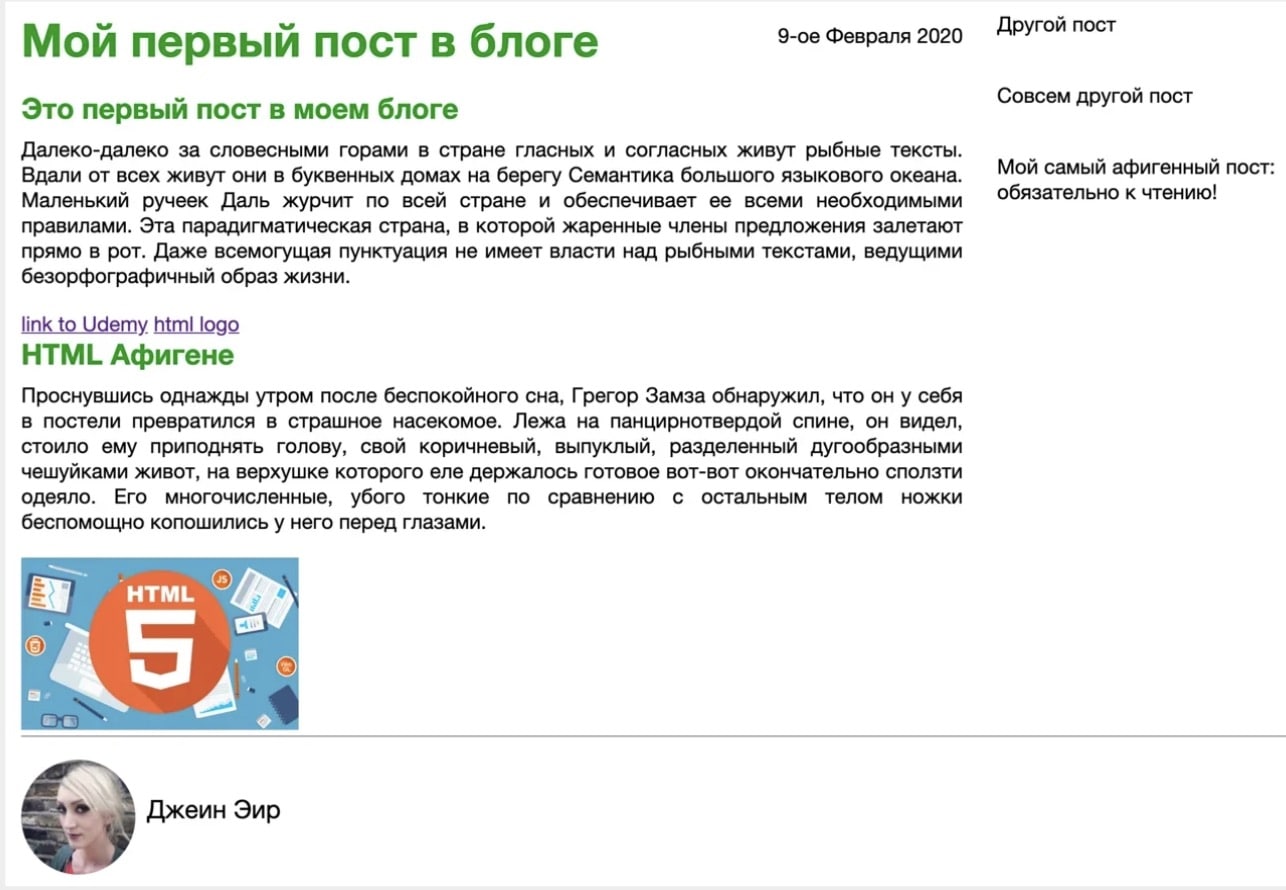 Мой первый пост в блоге
9-ое Февраля 2020
Это первый пост в моем блоге
Далеко-далеко за словесными горами в стране гласных и согласных живут рыбные тексты.
Вдали от всех живут они в буквенных домах на берегу Семантика большого языкового океана.
Маленький ручеек Даль журчит по всей стране и обеспечивает ее всеми необходимыми
правилами. Эта парадигматическая страна, в которой жаренные члены предложения залетают
прямо в рот. Даже всемогущая пунктуация не имеет власти над рыбными текстами, ведущими
безорфографичный образ жизни.
link to Udemy html logo
HTML Афигене
Проснувшись однажды утром после беспокойного сна, Грегор Замза обнаружил, что он у себя
в постели превратился в страшное насекомое. Лежа на панцирнотвердой спине, он видел,
стоило ему приподнять голову, свой коричневый, выпуклый, разделенный дугообразными
чешуйками живот, на верхушке которого еле держалось готовое вот-вот окончательно сползти
одеяло. Его многочисленные, убого тонкие по сравнению с остальным телом ножки
беспомощно копошились у него перед глазами.
HTML
5
JS
Джеин Эир
Другой пост
Совсем другой пост
Мой самый афигенный пост:
обязательно к чтению!